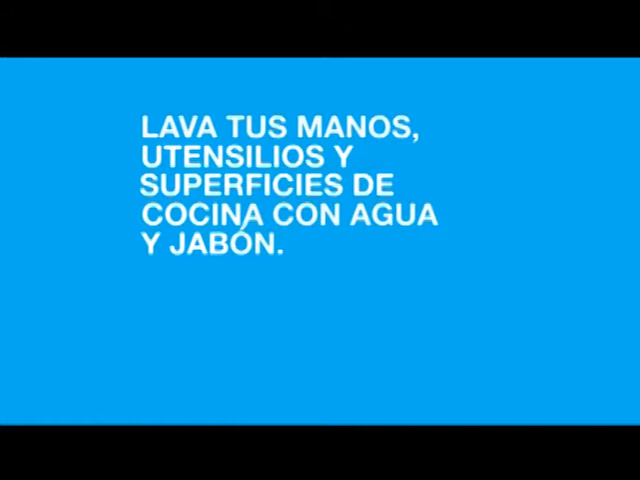 LAVA TUS MANOS,
UTENSILIOS Y
SUPERFICIES DE
COCINA CON AGUA
Y JABÓN.